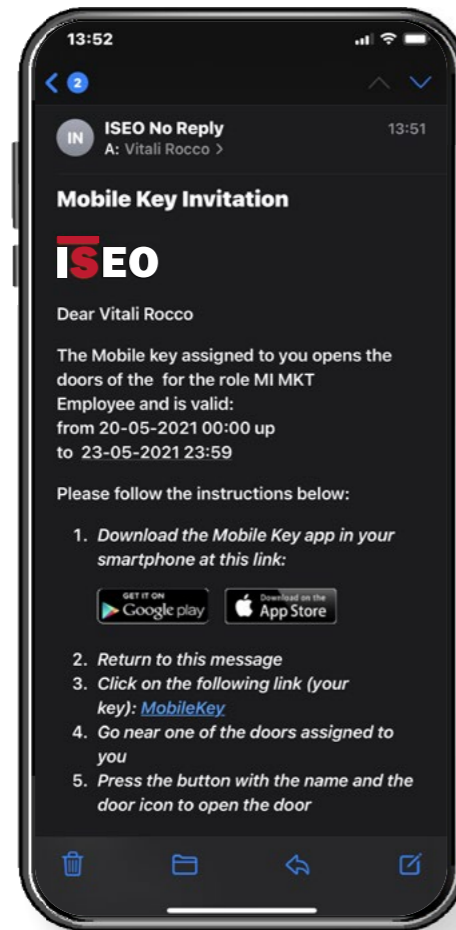 13:52
2
IN
ISEO No Reply
13:51
A: Vitali Rocco >
Mobile Key Invitation
ISEO
Dear Vitali Rocco
The Mobile key assigned to you opens the
doors of the for the role MI MKT
Employee and is valid:
from 20-05-2021 00:00 up
to 23-05-2021 23:59
Please follow the instructions below:
1. Download the Mobile Key app in your
smartphone at this link:
GET IT ON
Google play
Download on the
App Store
2. Return to this message
3. Click on the following link (your
key): MobileKey
4. Go near one of the doors assigned to
you
5. Press the button with the name and the
door icon to open the door